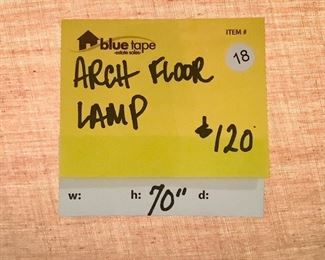 blue tape
-estate sales-
ITEM #
18
ARCH FLOOR
LAMP
$120
w: h: 70" d: